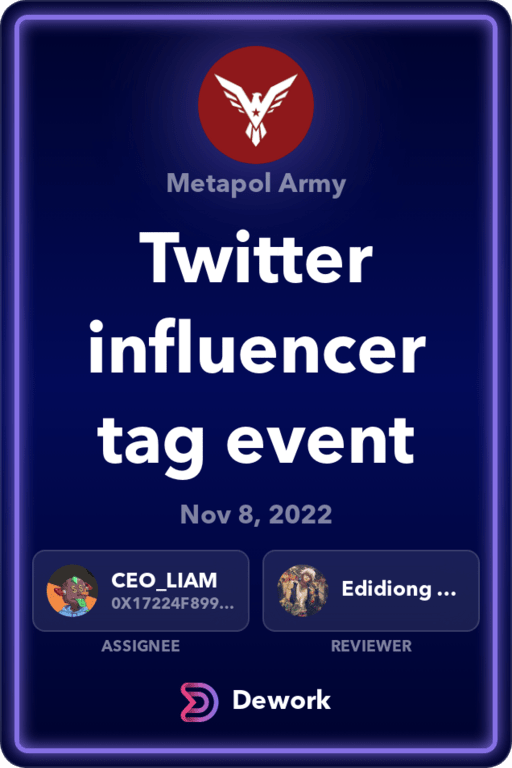 Metapol Army
Twitter
influencer
tag event
Nov 8, 2022
CEO_LIAM
0X17224F899...
ASSIGNEE
Edidiong ...
REVIEWER
Dework